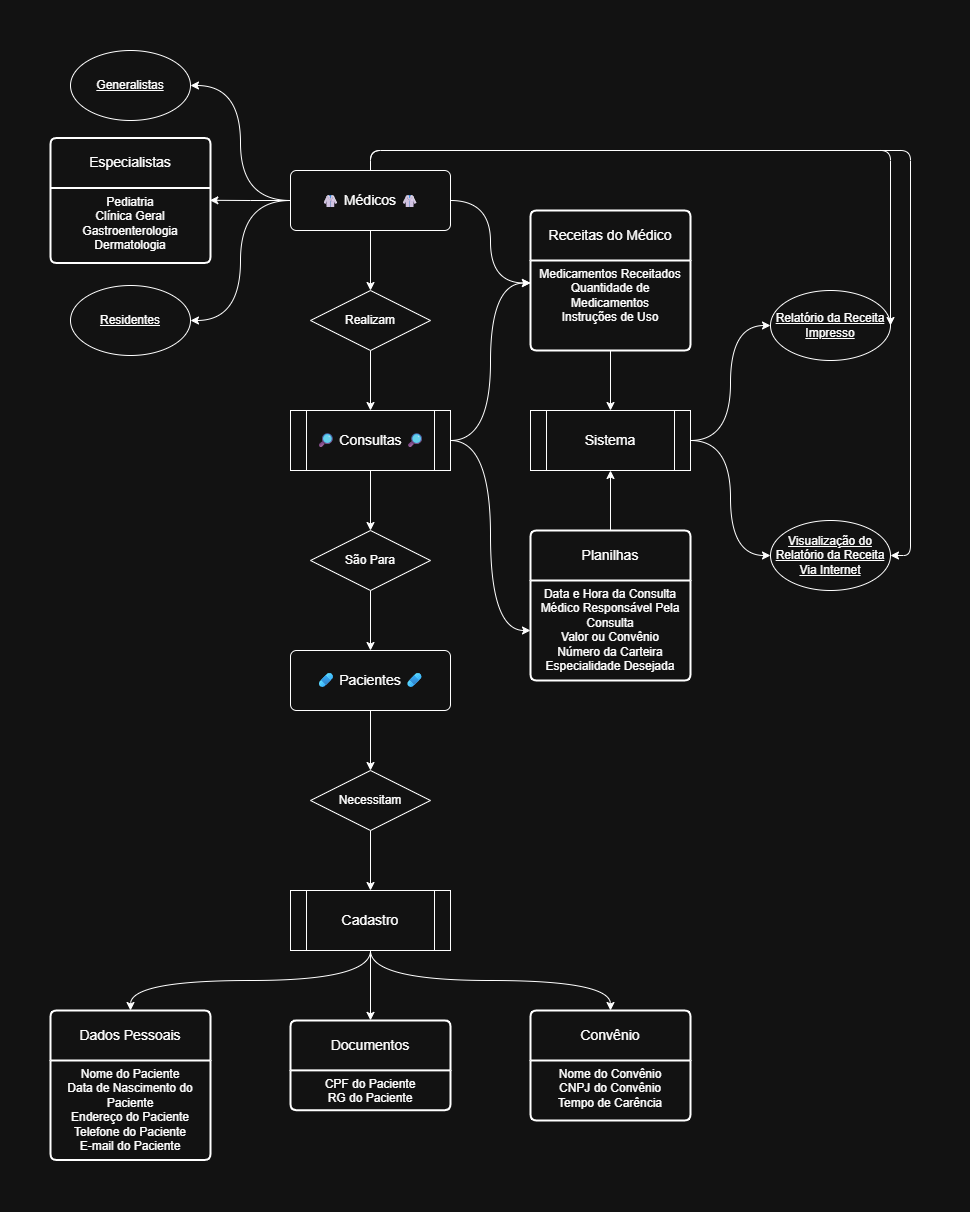 Generalistas
Especialistas
Pediatria
Clínica Geral
Gastroenterologia
Dermatologia
Residentes
Médicos
Realizam
Consultas
São Para
Pacientes
Necessitam
Cadastro
Receitas do Médico
Medicamentos Receitados
Quantidade de
Medicamentos
Instruções de Uso
Sistema
Planilhas
Data e Hora da Consulta
Médico Responsável Pela
Consulta
Valor ou Convênio
Número da Carteira
Especialidade Desejada
Relatório da Receita
Impresso
Visualização do
Relatório da Receita
Via Internet
Dados Pessoais
Nome do Paciente
Data de Nascimento do
Paciente
Endereço do Paciente
Telefone do Paciente
E-mail do Paciente
Documentos
CPF do Paciente
RG do Paciente
Convênio
Nome do Convênio
CNPJ do Convênio
Tempo de Carência